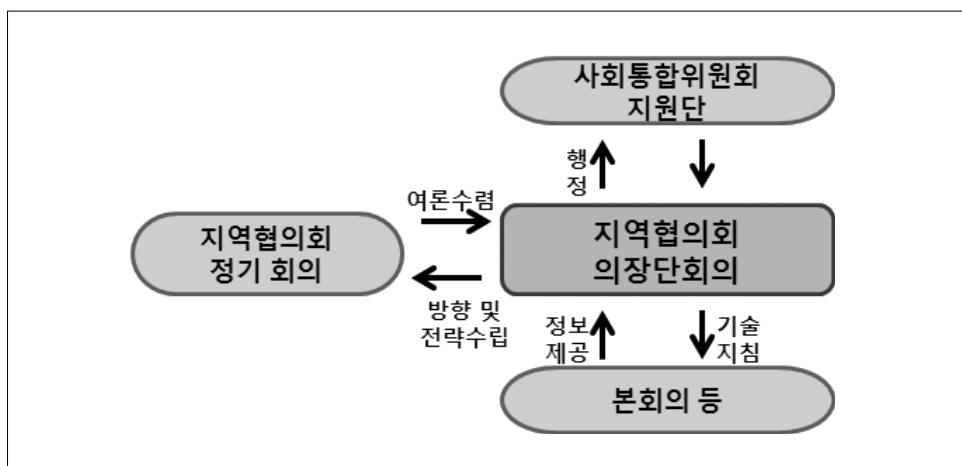 사회통합위원회
지원단
행
정
여론수렴
지역협의회
정기 회의
지역협의회
의장단회의
방향 및
전략수립
정보
제공
기술
지침
본회의 등